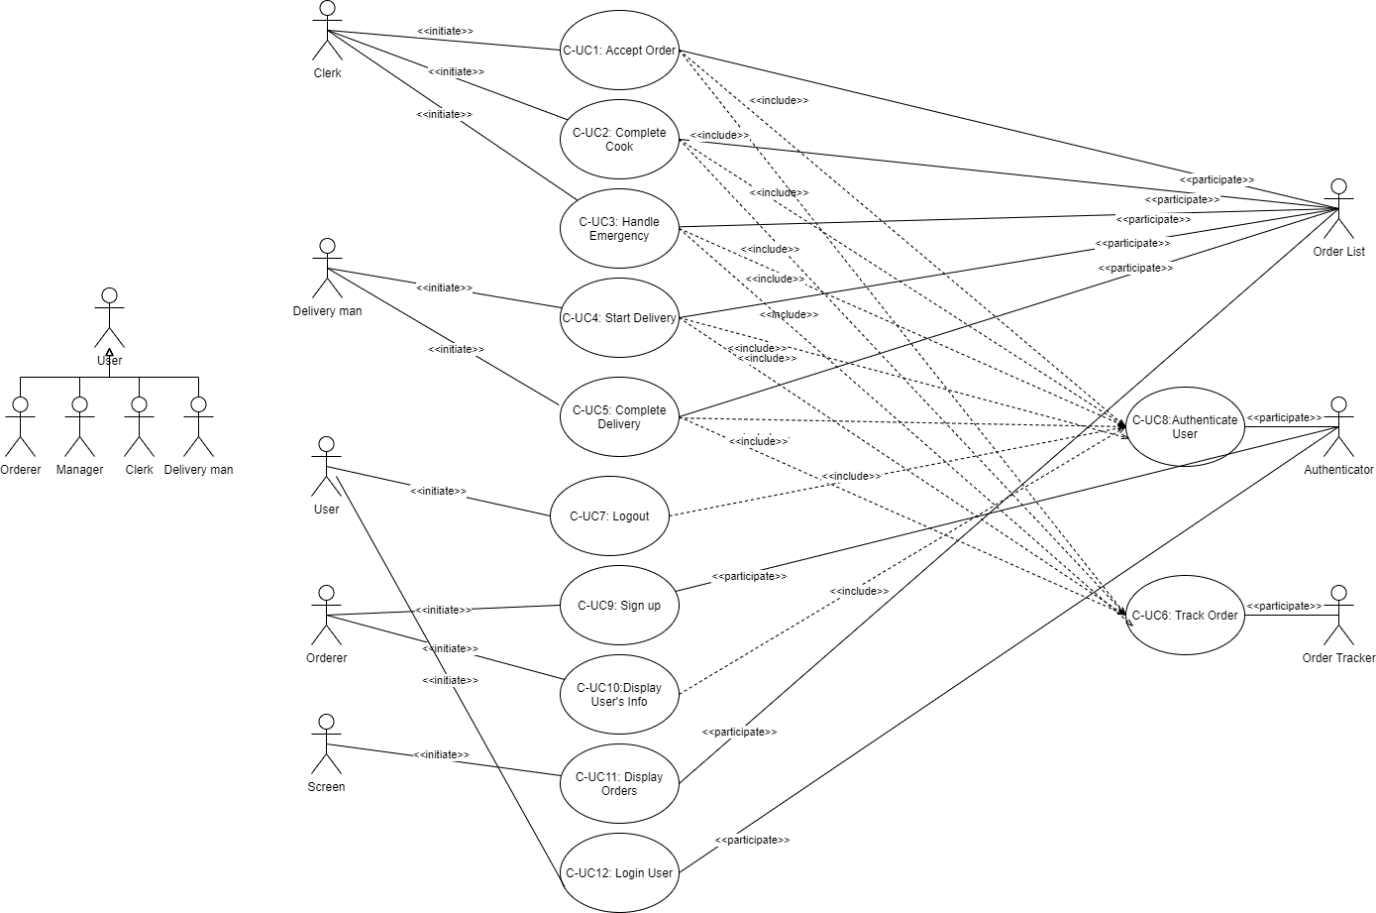 <<initiate>>
C-UC1: Accept Order
Clerk
<<initiate>>
<<include>>
<<initiate>>
C-UC2: Complete
Cook
<<include>>
<<participate>>
<<include>>
<<participate>>
C-UC3: Handle
Emergency
<<participate>>
<<participate>>
Order List
<<include>>
<<participate>>
<<include>>
Delivery man
<<initiate>>
C-UC4: Start Delivery
<<include>>
<<initiate>>
<<include>>
<<include>>
User
C-UC5: Complete
Delivery
C-UC8:Authenticate
User
<<participate>>
<<include>>
Orderer
Manager
Clerk
Delivery man
Authenticator
<<include>>
<<initiate>>
User
C-UC7: Logout
<<participate>>
<<include>>
<<initiate>>
C-UC9: Sign up
C-UC6: Track Order
<<participate>>
Orderer
<<initiate>>
Order Tracker
<<initiate>>
C-UC10:Display
User's Info
<<participate>>
<<initiate>>
Screen
C-UC11: Display
Orders
<<participate>>
C-UC12: Login User